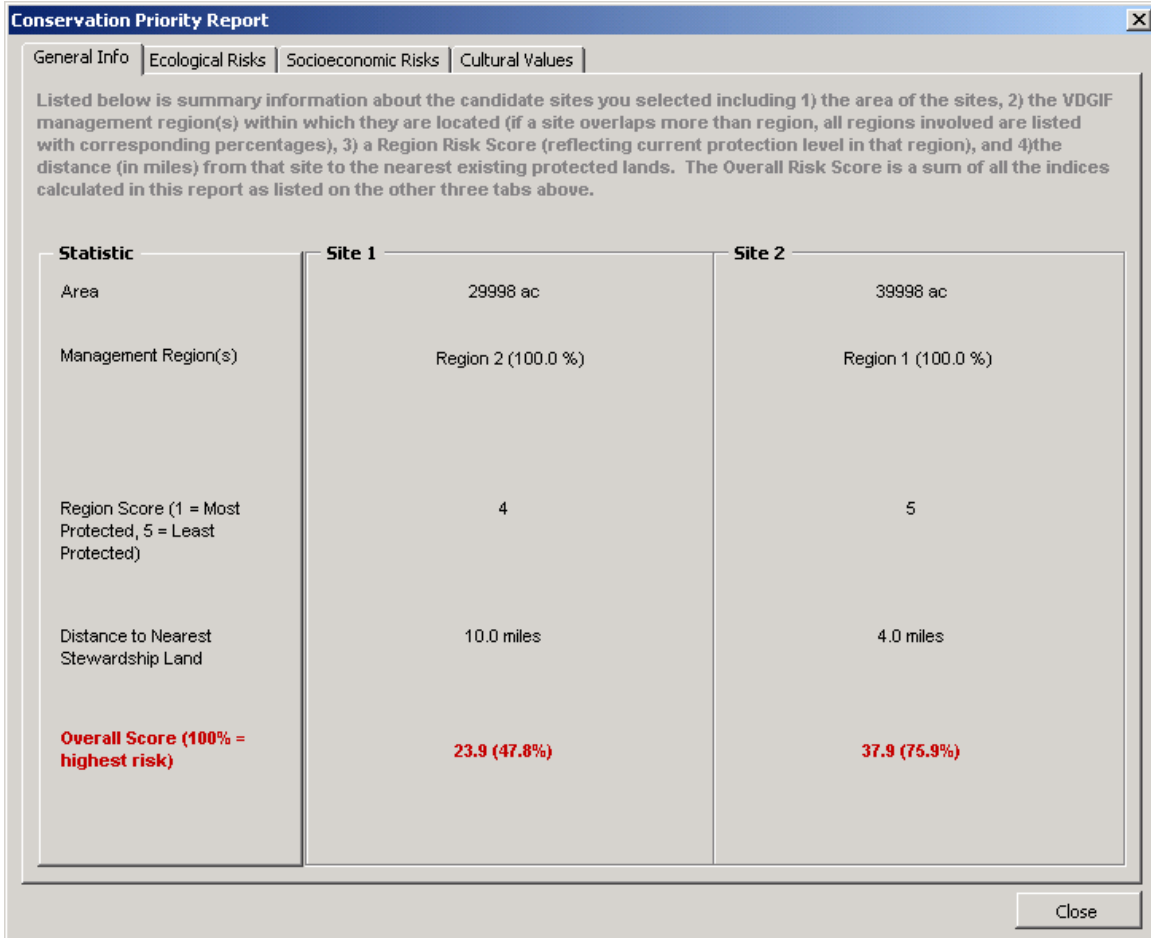 Conservation Priority Report
General Info Ecological Risks Socioeconomic Risks Cultural Values
Listed below is summary information about the candidate sites you selected including 1) the area of the sites, 2) the VDGIF
management region(s) within which they are located (if a site overlaps more than region, all regions involved are listed
with corresponding percentages), 3) a Region Risk Score (reflecting current protection level in that region), and 4)the
distance (in miles) from that site to the nearest existing protected lands. The Overall Risk Score is a sum of all the indices
calculated in this report as listed on the other three tabs above.
Statistic Site 1 Site 2
Area 29998 ac 39998 ac
Management Region(s) Region 2 (100.0 %) Region 1 (100.0 %)
Region Score (1 = Most 4 5
Protected, 5 = Least
Protected)
Distance to Nearest 10.0 miles 4.0 miles
Stewardship Land
Overall Score (100% = 23.9 (47.8%) 37.9 (75.9%)
highest risk)
Close